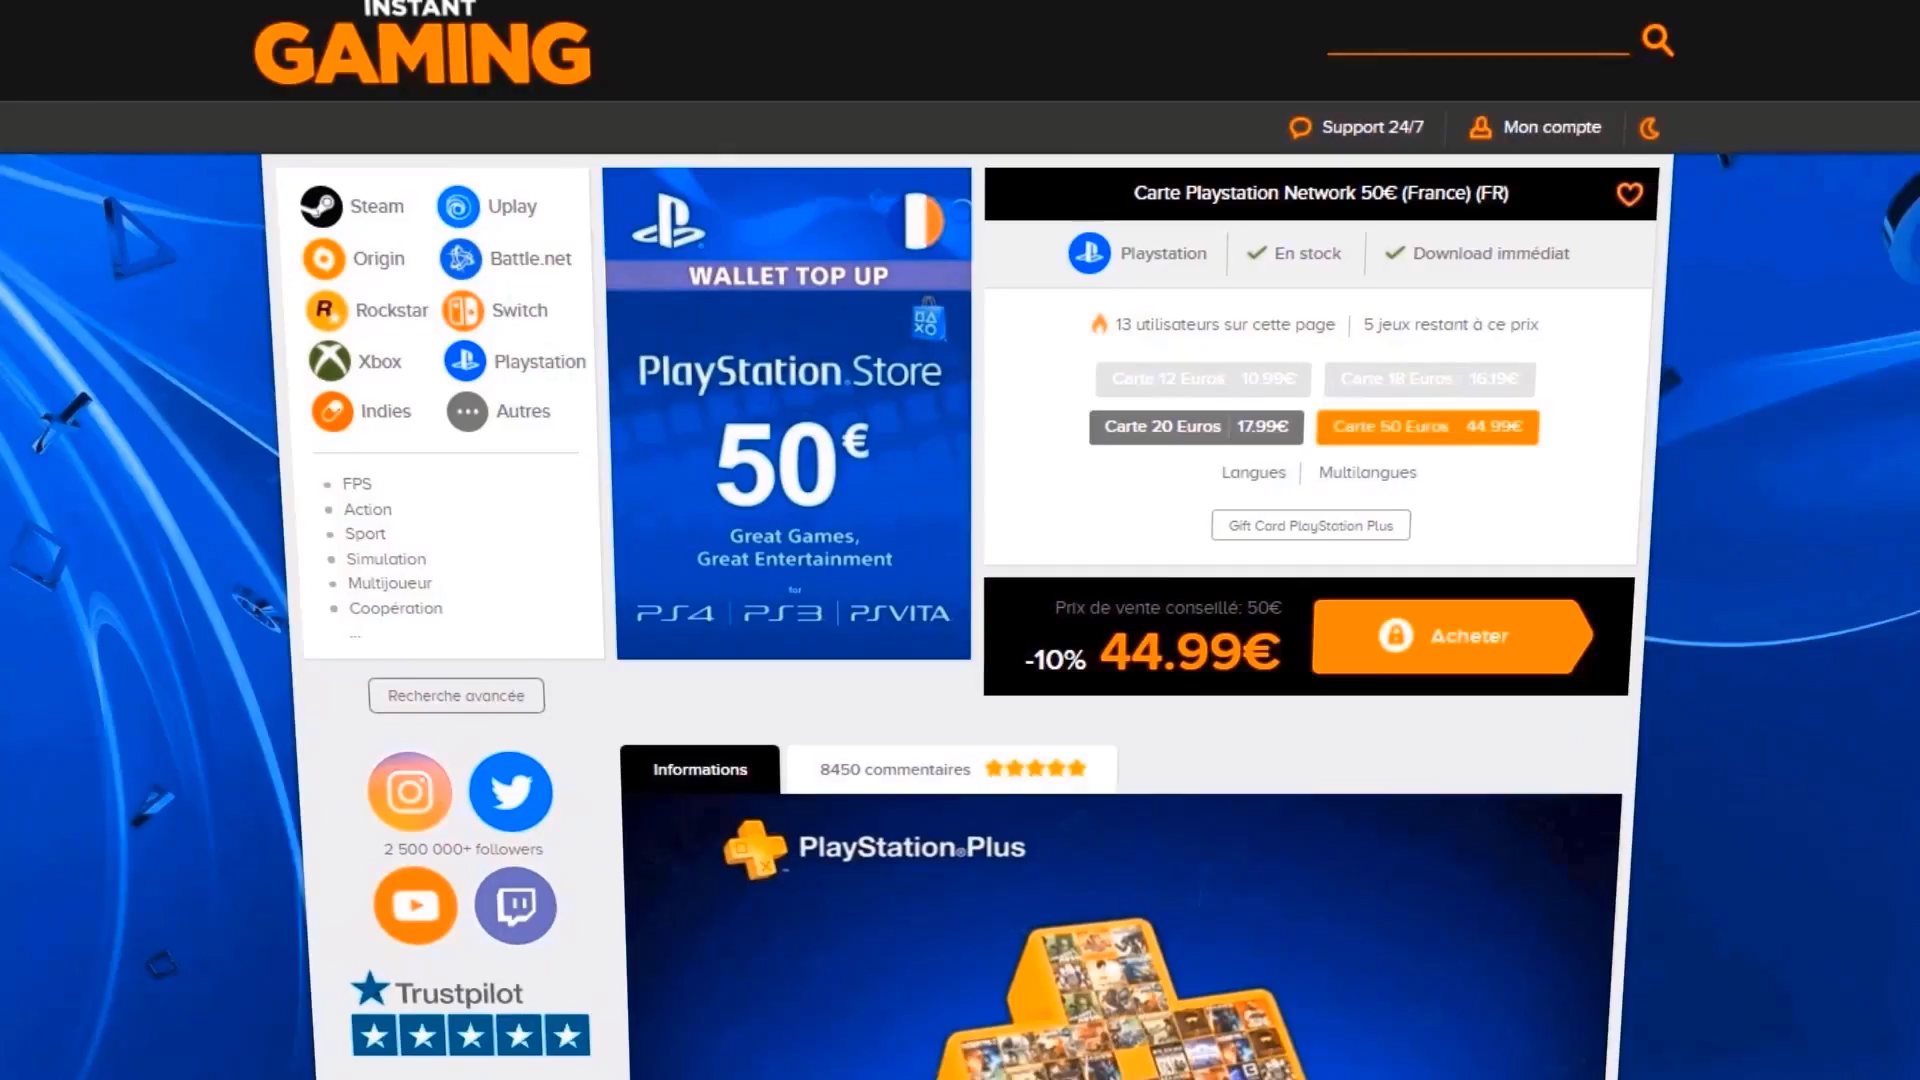 INSTANT
GAMING
Support 24/7
Mon compte
Steam
Uplay
Origin
Battle.net
Rockstar
Switch
Xbox
Playstation
Indies
Autres
FPS
Action
Sport
Simulation
Multijoueur
Coopération
...
Recherche avancée
2 500 000+ followers
Trustpilot
WALLET TOP UP
PlayStation Store
50€
Great Games,
Great Entertainment
for
PS4 | PS3 | PSVITA
Carte Playstation Network 50€ (France) (FR)
Playstation
En stock
Download immédiat
13 utilisateurs sur cette page
5 jeux restant à ce prix
Carte 12 Euros 10.99€
Carte 18 Euros 16.19€
Carte 20 Euros 17.99€
Carte 50 Euros 44.99€
Langues
Multilangues
Gift Card PlayStation Plus
Prix de vente conseillé: 50€
-10% 44.99€
Acheter
Informations
8450 commentaires
PlayStation®Plus